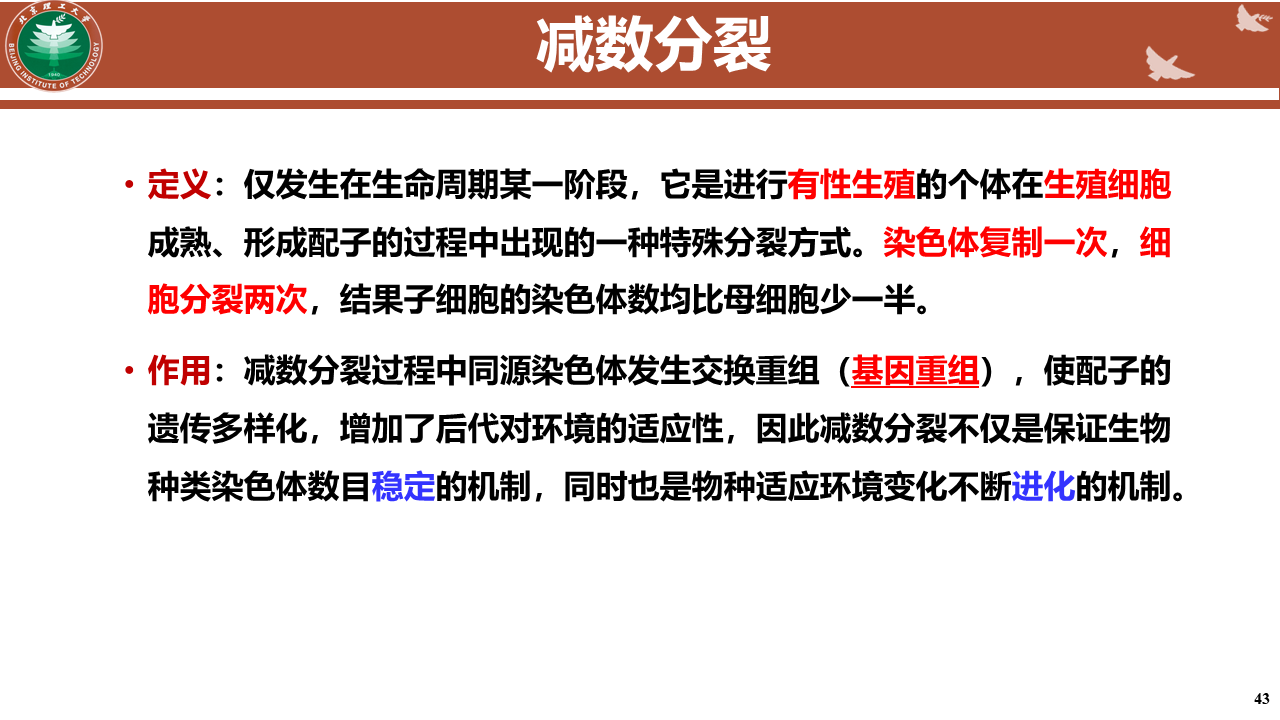 北京理工大学
BEIJING INSTITUTE OF TECHNOLOGY
1940
减数分裂
• 定义：仅发生在生命周期某一阶段，它是进行有性生殖的个体在生殖细胞
成熟、形成配子的过程中出现的一种特殊分裂方式。染色体复制一次，细
胞分裂两次，结果子细胞的染色体数均比母细胞少一半。
• 作用：减数分裂过程中同源染色体发生交换重组（基因重组），使配子的
遗传多样化，增加了后代对环境的适应性，因此减数分裂不仅是保证生物
种类染色体数目稳定的机制，同时也是物种适应环境变化不断进化的机制。
43